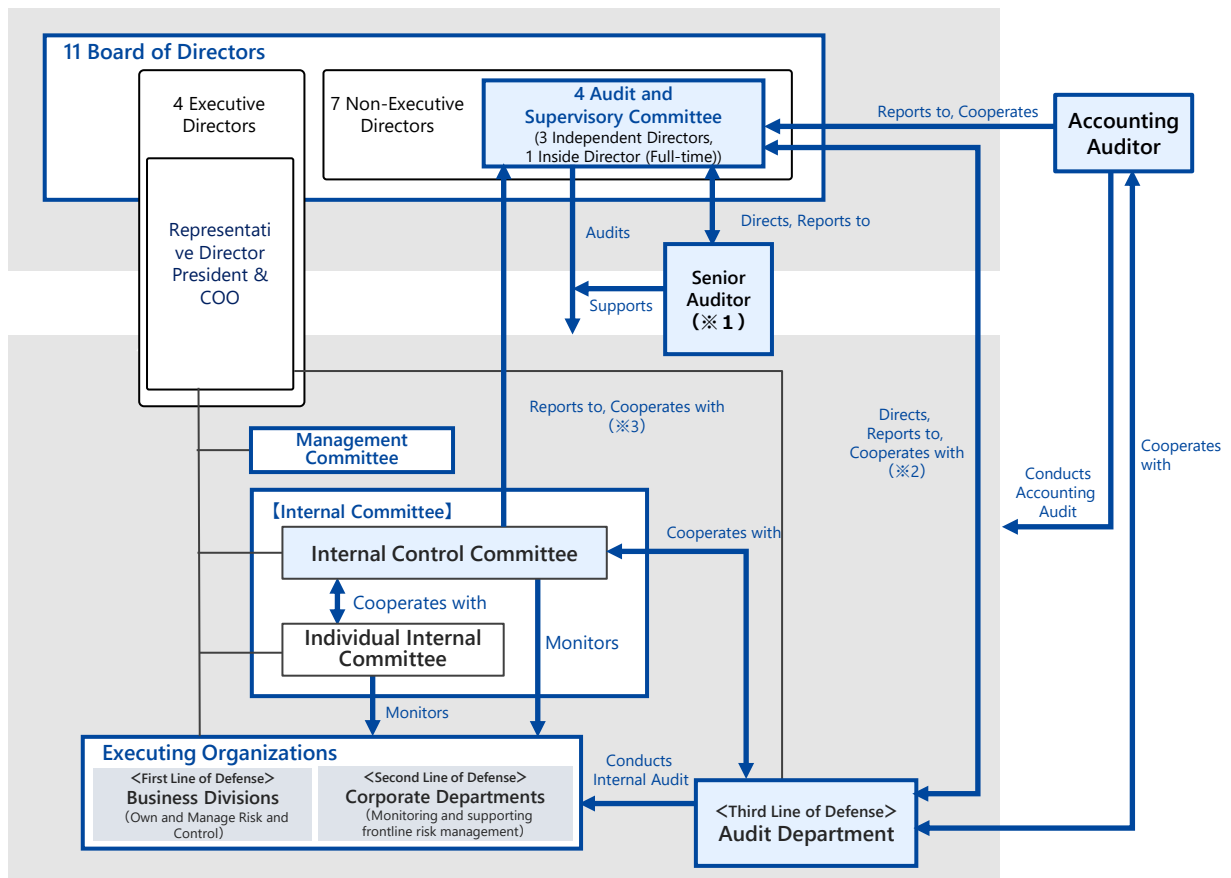 11 Board of Directors
4 Executive
Directors
7 Non-Executive
Directors
4 Audit and
Supervisory Committee
(3 Independent Directors,
1 Inside Director (Full-time))
Reports to, Cooperates
Accounting
Auditor
Representati
ve Director
President &
COO
Audits
Directs, Reports to
Supports
Senior
Auditor
(※１)
Reports to, Cooperates with
(※3)
Directs,
Reports to,
Cooperates with
(※2)
Cooperates
with
Conducts
Accounting
Audit
Management
Committee
【Internal Committee】
Internal Control Committee
Cooperates with
Cooperates with
Individual Internal
Committee
Monitors
Monitors
Executing Organizations
<First Line of Defense>
Business Divisions
(Own and Manage Risk and
Control)
<Second Line of Defense>
Corporate Departments
(Monitoring and supporting
frontline risk management)
Conducts
Internal Audit
<Third Line of Defense>
Audit Department